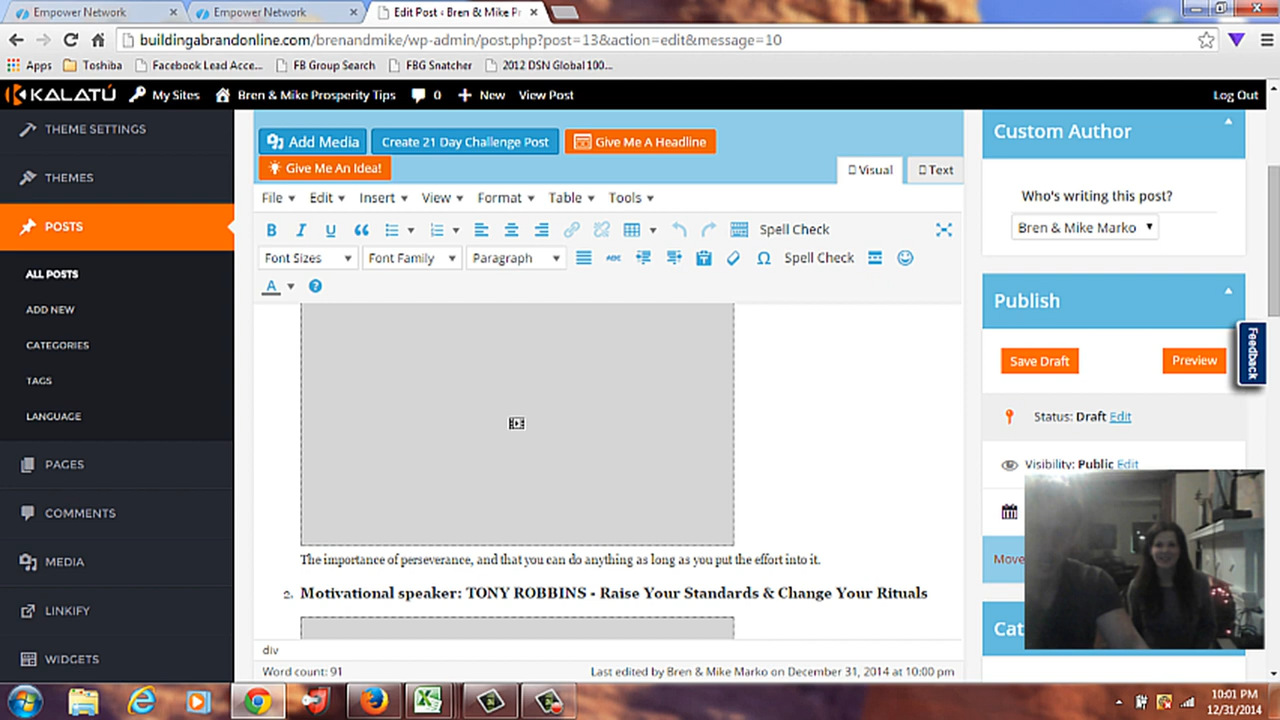 Empower Network
Empower Network
Edit Post ‹ Bren & Mike Pr
buildingabrandonline.com/brenandmike/wp-admin/post.php?post=13&action=edit&message=10
Apps Toshiba Facebook Lead Acce... FB Group Search FBG Snatcher 2012 DSN Global 100...
KALATÚ My Sites Bren & Mike Prosperity Tips 0 New View Post Log Out
THEME SETTINGS
THEMES
POSTS
ALL POSTS
ADD NEW
CATEGORIES
TAGS
LANGUAGE
PAGES
COMMENTS
MEDIA
LINKIFY
WIDGETS
Add Media Create 21 Day Challenge Post Give Me A Headline
Give Me An Idea!
Visual Text
File Edit Insert View Format Table Tools
B I U Spell Check
Font Sizes Font Family Paragraph ABC Spell Check
A
The importance of perseverance, and that you can do anything as long as you put the effort into it.
2. Motivational speaker: TONY ROBBINS - Raise Your Standards & Change Your Rituals
div
Word count: 91 Last edited by Bren & Mike Marko on December 31, 2014 at 10:00 pm
Custom Author
Who's writing this post?
Bren & Mike Marko
Publish
Save Draft Preview
Status: Draft Edit
Visibility: Public Edit
Move
Cat
Feedback
10:01 PM
12/31/2014